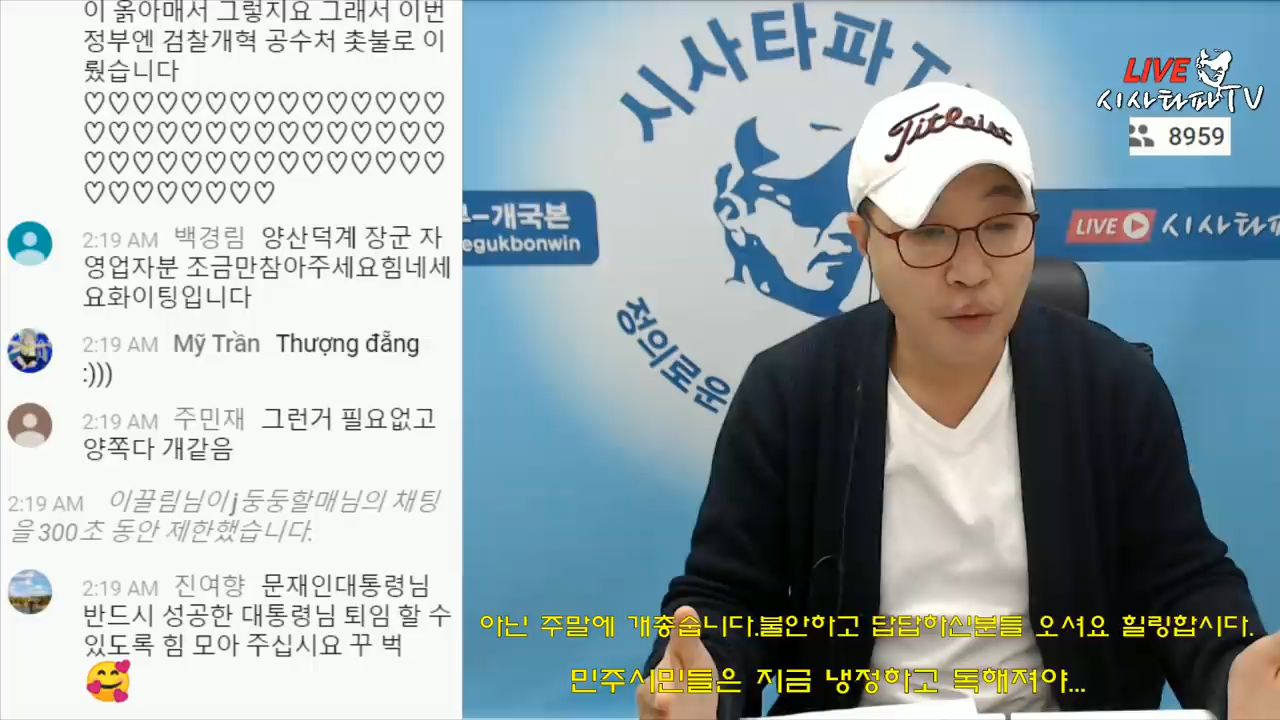 이 옭아매서 그렇지요 그래서 이번
정부엔 검찰개혁 공수처 촛불로 이
뤘습니다
♡♡♡♡♡♡♡♡♡♡♡♡♡♡♡
♡♡♡♡♡♡♡♡♡♡♡♡♡♡♡
♡♡♡♡♡♡♡♡♡♡♡♡♡♡♡
♡♡♡♡♡♡♡♡
2:19 AM 백경림 양산덕계 장군 자
영업자분 조금만참아주세요힘네세
요화이팅입니다
2:19 AM Mỹ Trần Thượng đẳng
:)))
2:19 AM 주민재 그런거 필요없고
양쪽다 개같음
2:19 AM 이끌림님이 j 둥둥할매님의 채팅
을 300초 동안 제한했습니다.
2:19 AM 진여향 문재인대통령님
반드시 성공한 대통령님 퇴임 할 수
있도록 힘 모아 주십시요 꾸 벅
🥰
시사타파T
정의로운
-개국본
egukbonwin
Titleist
LIVE
시사타파TV
8959
LIVE 시사타파
아닌 주말에 개총숩니다.불안하고 답답하신분들 오셔요 힐링합시다.
민주시민들은 지금 냉정하고 독해져야...